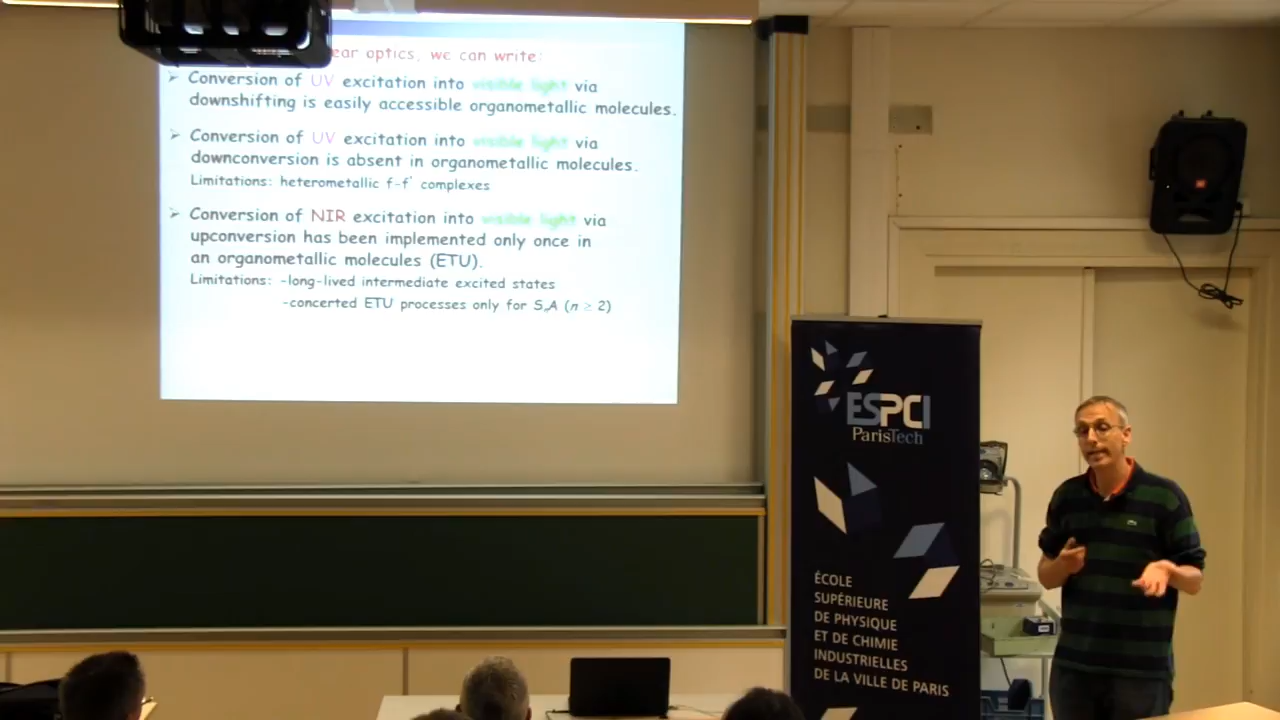 ear optics, we can write:
➢ Conversion of UV excitation into visible light via
downshifting is easily accessible organometallic molecules.
➢ Conversion of UV excitation into visible light via
downconversion is absent in organometallic molecules.
Limitations: heterometallic f-f' complexes
➢ Conversion of NIR excitation into visible light via
upconversion has been implemented only once in
an organometallic molecules (ETU).
Limitations: -long-lived intermediate excited states
-concerted ETU processes only for SₙA (n ≥ 2)
ESPCI
ParisTech
ÉCOLE
SUPÉRIEURE
DE PHYSIQUE
ET DE CHIMIE
INDUSTRIELLES
DE LA VILLE DE PARIS